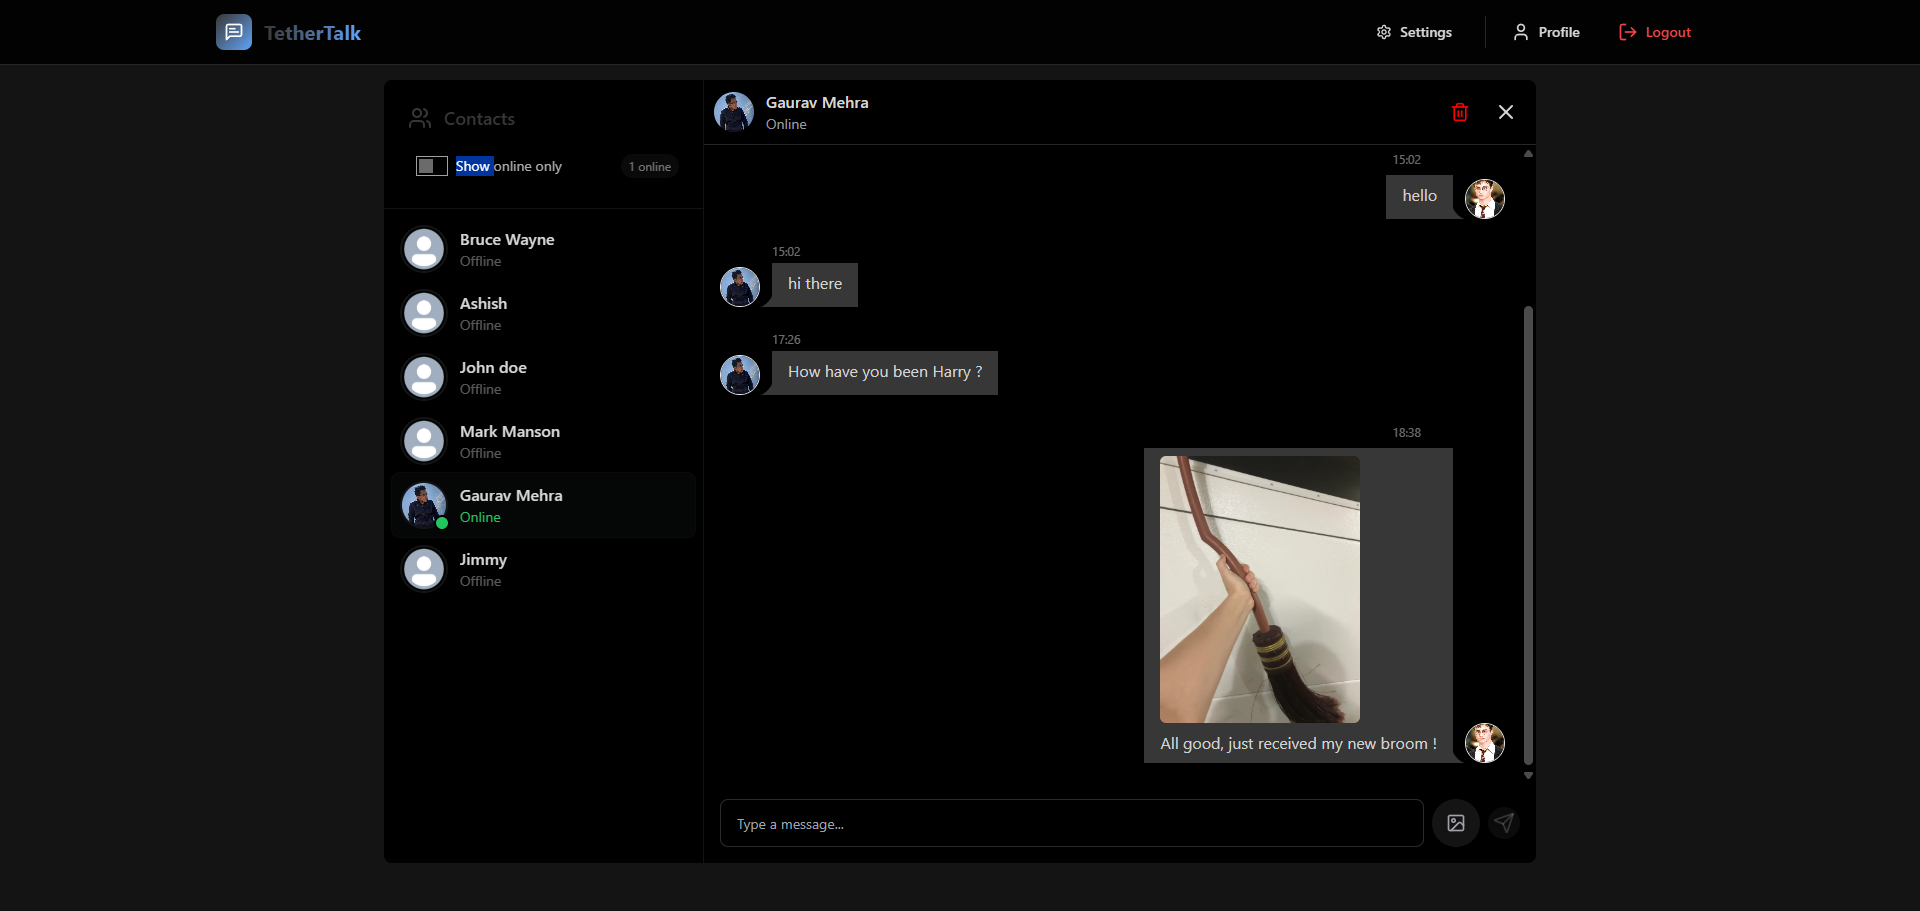 TetherTalk
Settings
Profile
Logout
Contacts
Show online only
1 online
Bruce Wayne
Offline
Ashish
Offline
John doe
Offline
Mark Manson
Offline
Gaurav Mehra
Online
Jimmy
Offline
Gaurav Mehra
Online
15:02
hello
15:02
hi there
17:26
How have you been Harry ?
18:38
All good, just received my new broom !
Type a message...